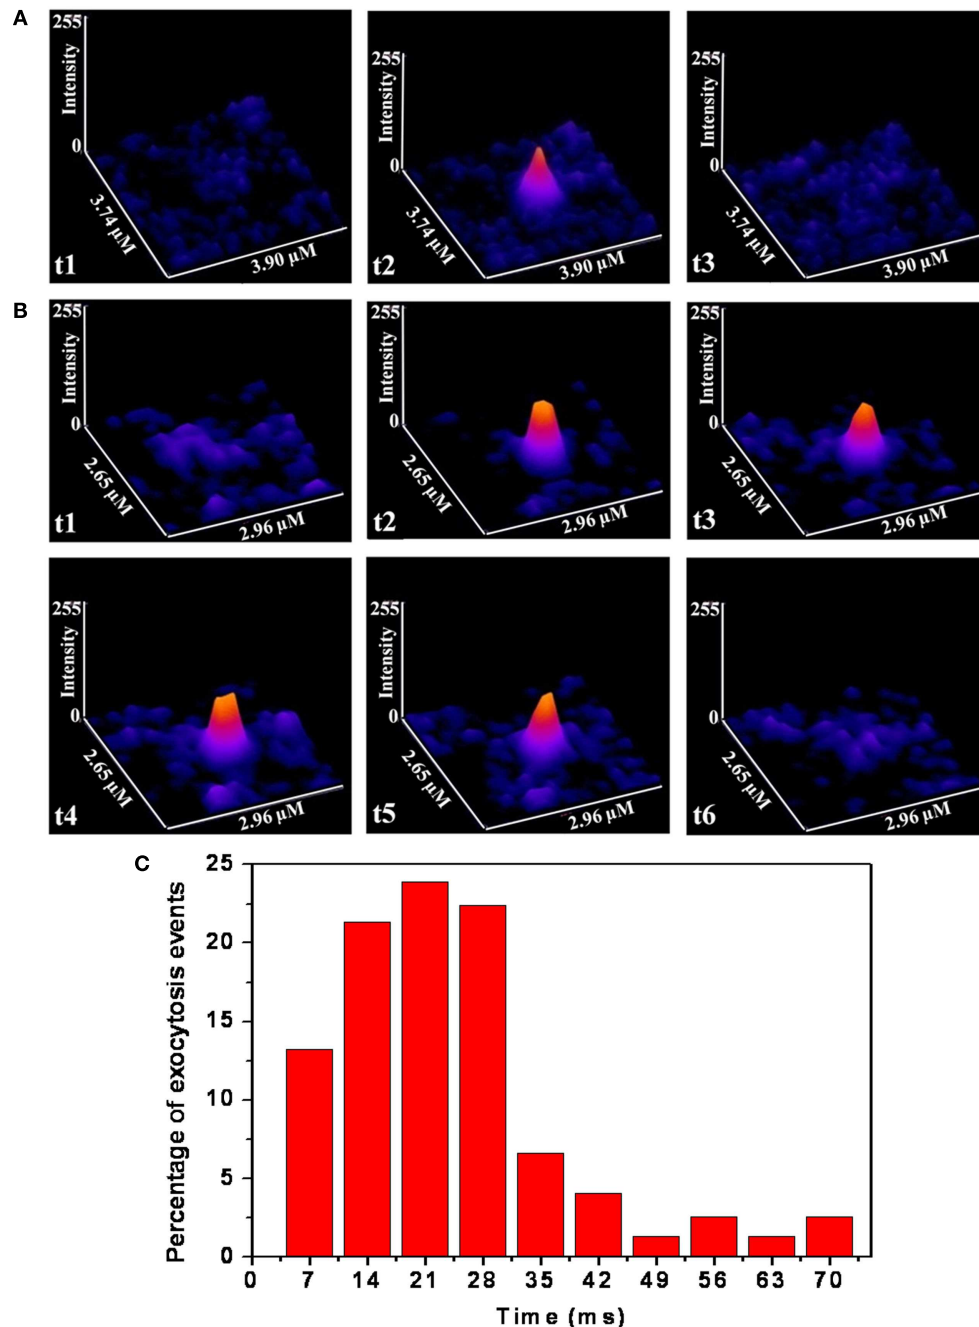 A
255
Intensity
0
3.74 µM
3.90 µM
t1
255
Intensity
0
3.74 µM
3.90 µM
t2
255
Intensity
0
3.74 µM
3.90 µM
t3
B
255
Intensity
0
2.65 µM
2.96 µM
t1
255
Intensity
0
2.65 µM
2.96 µM
t2
255
Intensity
0
2.65 µM
2.96 µM
t3
255
Intensity
0
2.65 µM
2.96 µM
t4
255
Intensity
0
2.65 µM
2.96 µM
t5
255
Intensity
0
2.65 µM
2.96 µM
t6
C
Percentage of exocytosis events
25
20
15
10
5
0
0 7 14 21 28 35 42 49 56 63 70
Time (ms)